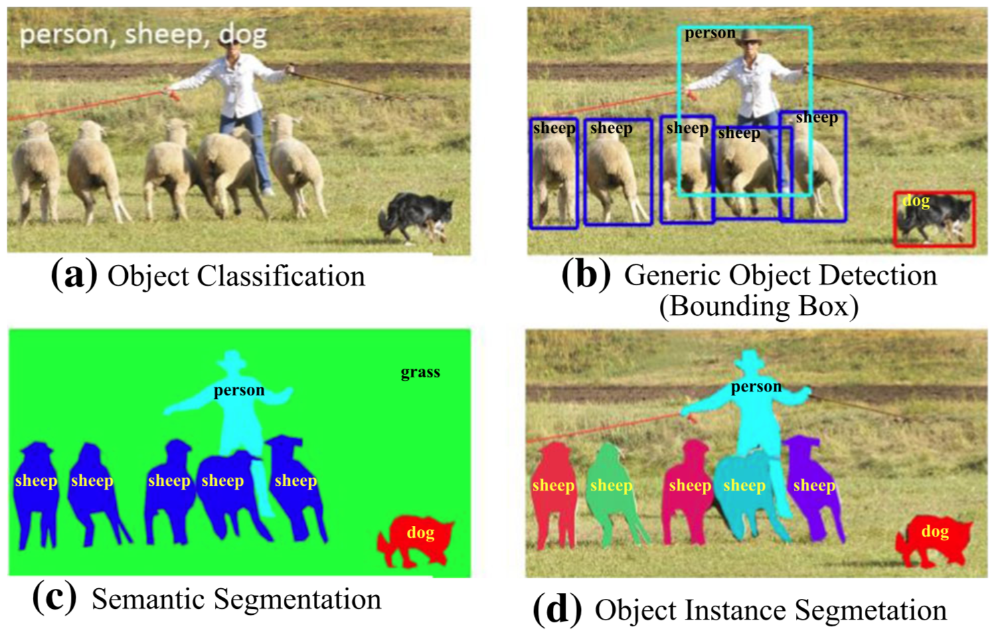 person, sheep, dog
person
sheep
sheep
sheep
sheep
sheep
dog
(a) Object Classification
(b) Generic Object Detection
(Bounding Box)
grass
person
sheep
sheep
sheep
sheep
sheep
dog
person
sheep
sheep
sheep
sheep
sheep
dog
(c) Semantic Segmentation
(d) Object Instance Segmetation